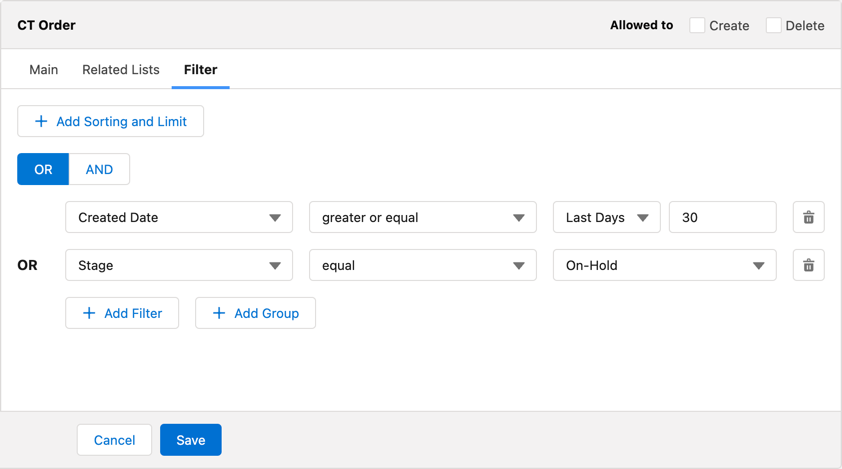 CT Order Allowed to Create Delete
Main Related Lists Filter
+ Add Sorting and Limit
OR AND
Created Date greater or equal Last Days 30
OR Stage equal On-Hold
+ Add Filter + Add Group
Cancel Save